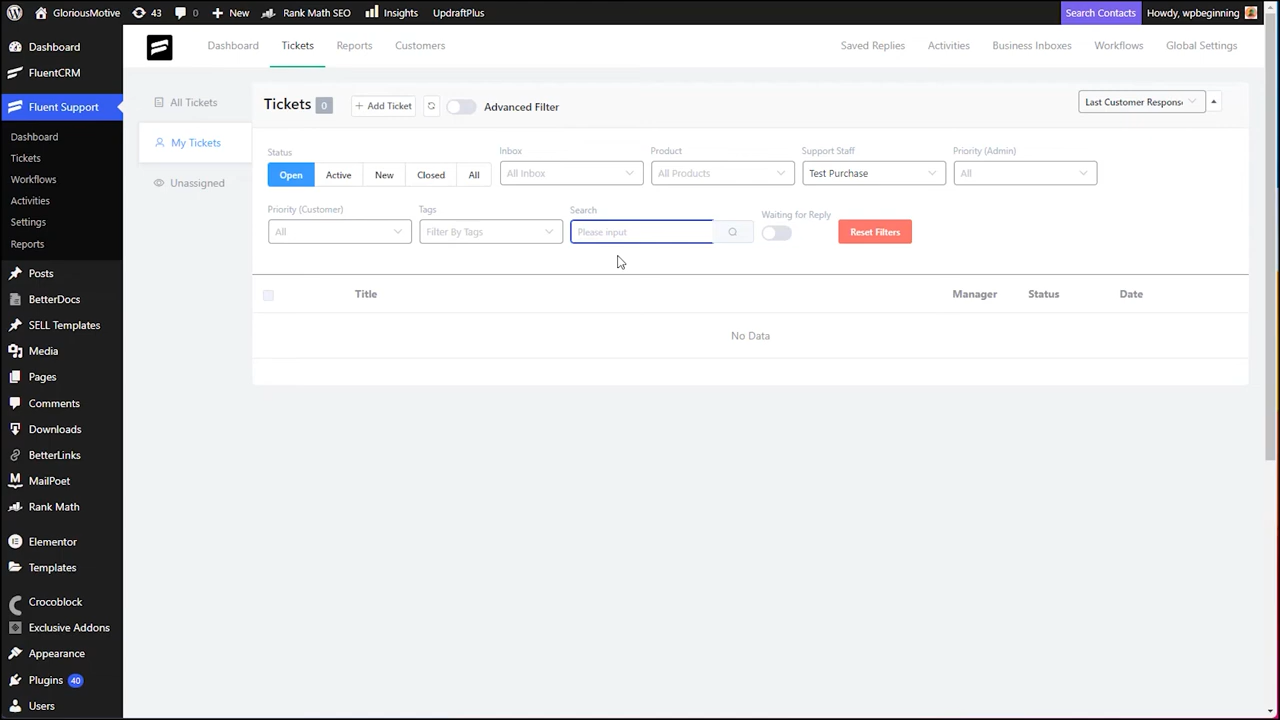 GloriousMotive 43 0 New Rank Math SEO Insights UpdraftPlus Search Contacts Howdy, wpbeginning
Dashboard
FluentCRM
Fluent Support
Dashboard
Tickets
Workflows
Activities
Settings
Reports
Posts
BetterDocs
SELL Templates
Media
Pages
Comments
Downloads
BetterLinks
MailPoet
Rank Math
Elementor
Templates
Crocoblock
Exclusive Addons
Appearance
Plugins 40
Users
Dashboard Tickets Reports Customers Saved Replies Activities Business Inboxes Workflows Global Settings
All Tickets
My Tickets
Unassigned
Tickets 0 + Add Ticket Advanced Filter Last Customer Respons
Status Inbox Product Support Staff Priority (Admin)
Open Active New Closed All All Inbox All Products Test Purchase All
Priority (Customer) Tags Search Waiting for Reply
All Filter By Tags Please input Reset Filters
Title Manager Status Date
No Data